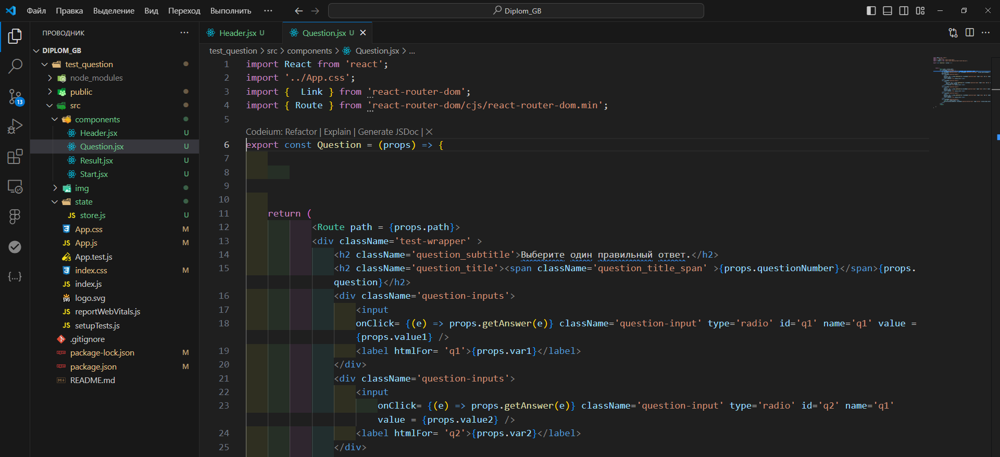 Файл Правка Выделение Вид Переход Выполнить ··· Diplom_GB
ПРОВОДНИК ···
DIPLOM_GB
test_question
node_modules
public
src
components
Header.jsx U
Question.jsx U
Result.jsx U
Start.jsx U
img
state
store.js U
App.css M
App.js M
App.test.js
index.css M
index.js
logo.svg
reportWebVitals.js
setupTests.js
.gitignore
package-lock.json M
package.json M
README.md
13
Header.jsx U Question.jsx U
test_question > src > components > Question.jsx > ...
1 import React from 'react';
2 import '../App.css';
3 import {  Link } from 'react-router-dom';
4 import { Route } from 'react-router-dom/cjs/react-router-dom.min';
5
Codeium: Refactor | Explain | Generate JSDoc | ✕
6 export const Question = (props) => {
7
8
9
10
11 return (
12 <Route path = {props.path}>
13 <div className='test-wrapper' >
14 <h2 className='question_subtitle'>Выберите один правильный ответ.</h2>
15 <h2 className='question_title'><span className='question_title_span' >{props.questionNumber}</span>{props.
question}</h2>
16 <div className='question-inputs'>
17 <input
18 onClick= {(e) => props.getAnswer(e)} className='question-input' type='radio' id='q1' name='q1' value =
{props.value1} />
19 <label htmlFor= 'q1'>{props.var1}</label>
20 </div>
21 <div className='question-inputs'>
22 <input
23 onClick= {(e) => props.getAnswer(e)} className='question-input' type='radio' id='q2' name='q1'
value = {props.value2} />
24 <label htmlFor= 'q2'>{props.var2}</label>
25 </div>